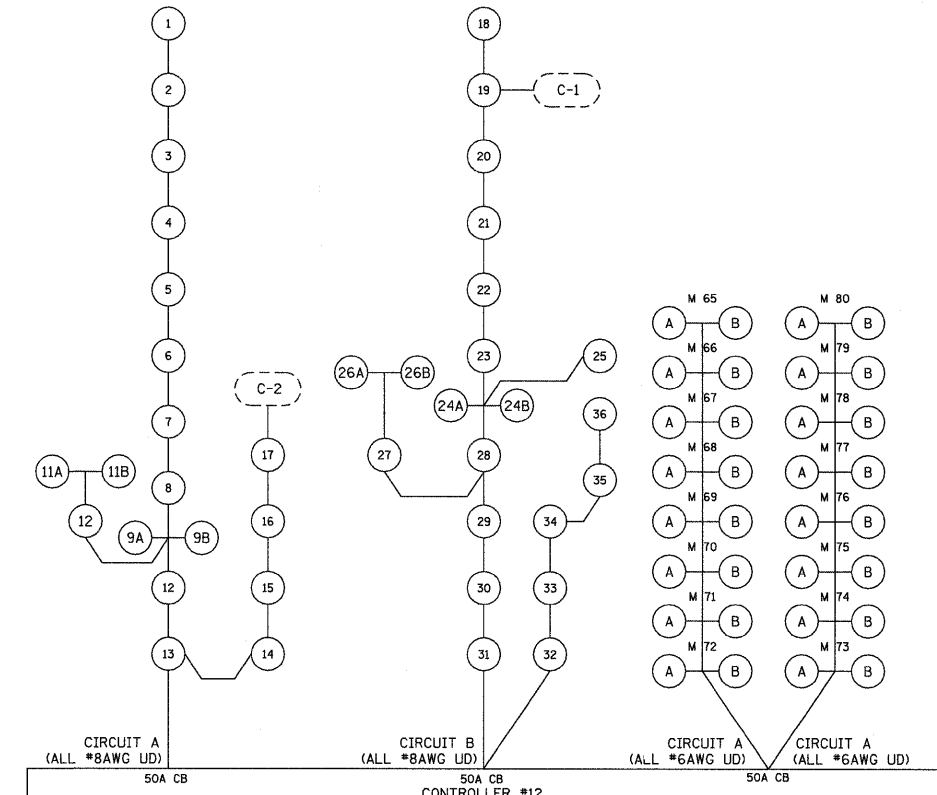 1
18
2
19
C-1
3
20
4
21
5
22
M 65
M 80
A
B
A
B
6
23
25
M 66
M 79
26A
26B
A
B
A
B
C-2
24A
24B
M 67
M 78
7
36
A
B
A
B
17
27
28
M 68
M 77
11A
11B
A
B
A
B
8
35
M 69
M 76
12
16
29
34
A
B
A
B
9A
9B
M 70
M 75
A
B
A
B
12
15
30
33
M 71
M 74
A
B
A
B
13
14
31
32
M 72
M 73
A
B
A
B
CIRCUIT A
(ALL #8AWG UD)
CIRCUIT B
(ALL #8AWG UD)
CIRCUIT A
(ALL #6AWG UD)
CIRCUIT A
(ALL #6AWG UD)
50A CB
50A CB
50A CB
CONTROLLER #12